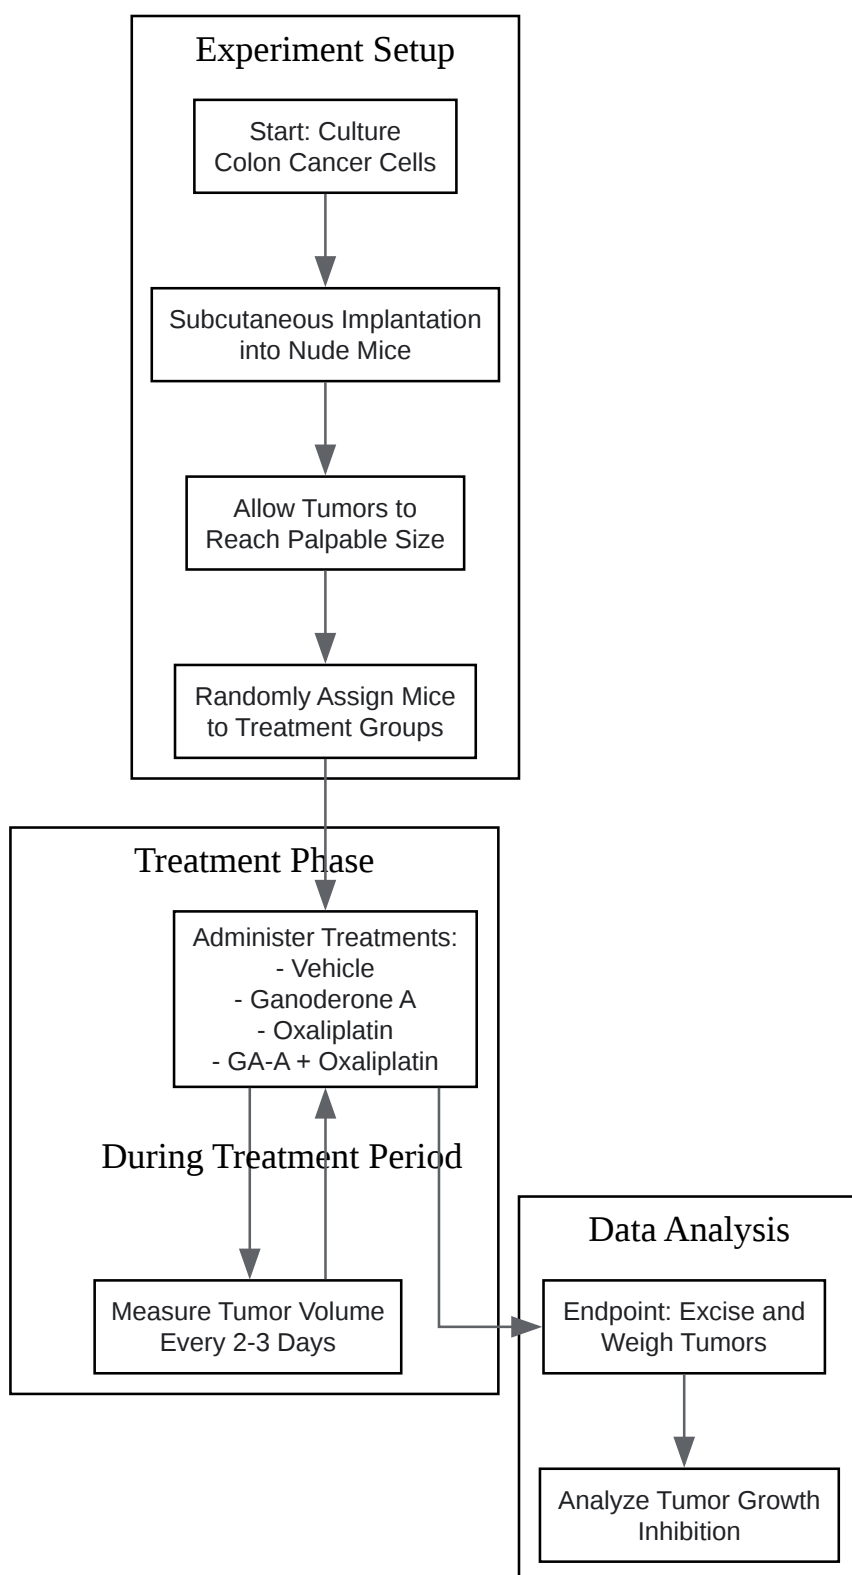 Experiment Setup
Start: Culture
Colon Cancer Cells
Subcutaneous Implantation
into Nude Mice
Allow Tumors to
Reach Palpable Size
Randomly Assign Mice
to Treatment Groups
Treatment Phase
Administer Treatments:
- Vehicle
- Ganoderone A
- Oxaliplatin
- GA-A + Oxaliplatin
During Treatment Period
Measure Tumor Volume
Every 2-3 Days
Data Analysis
Endpoint: Excise and
Weigh Tumors
Analyze Tumor Growth
Inhibition